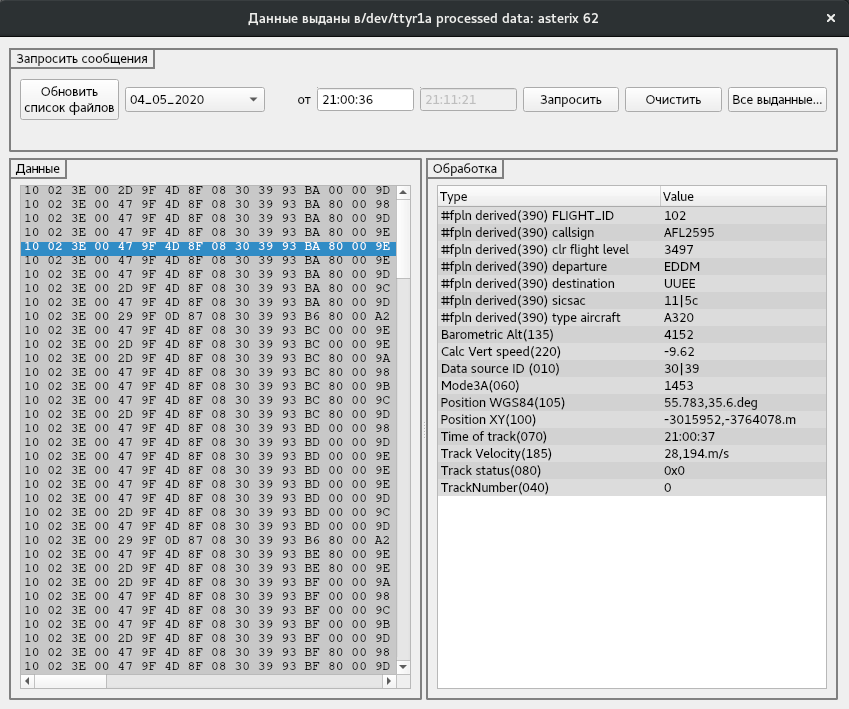 Данные выданы в/dev/ttyr1a processed data: asterix 62
Запросить сообщения
Обновить
список файлов
04_05_2020
от
21:00:36
21:11:21
Запросить
Очистить
Все выданные...
Данные
10 02 3E 00 2D 9F 4D 8F 08 30 39 93 BA 00 00 9D
10 02 3E 00 47 9F 4D 8F 08 30 39 93 BA 00 00 98
10 02 3E 00 47 9F 4D 8F 08 30 39 93 BA 00 00 9D
10 02 3E 00 47 9F 4D 8F 08 30 39 93 BA 00 00 9E
10 02 3E 00 47 9F 4D 8F 08 30 39 93 BA 80 00 9E
10 02 3E 00 47 9F 4D 8F 08 30 39 93 BA 80 00 9E
10 02 3E 00 47 9F 4D 8F 08 30 39 93 BA 80 00 9D
10 02 3E 00 2D 9F 4D 8F 08 30 39 93 BA 80 00 9C
10 02 3E 00 47 9F 4D 8F 08 30 39 93 BA 80 00 9D
10 02 3E 00 29 9F 0D 87 08 30 39 93 B6 80 00 A2
10 02 3E 00 47 9F 4D 8F 08 30 39 93 BC 00 00 9E
10 02 3E 00 2D 9F 4D 8F 08 30 39 93 BC 00 00 9E
10 02 3E 00 2D 9F 4D 8F 08 30 39 93 BC 00 00 9A
10 02 3E 00 47 9F 4D 8F 08 30 39 93 BC 80 00 98
10 02 3E 00 47 9F 4D 8F 08 30 39 93 BC 80 00 9B
10 02 3E 00 47 9F 4D 8F 08 30 39 93 BC 80 00 9C
10 02 3E 00 2D 9F 4D 8F 08 30 39 93 BC 80 00 9D
10 02 3E 00 47 9F 4D 8F 08 30 39 93 BD 00 00 98
10 02 3E 00 47 9F 4D 8F 08 30 39 93 BD 00 00 9D
10 02 3E 00 47 9F 4D 8F 08 30 39 93 BD 00 00 9E
10 02 3E 00 47 9F 4D 8F 08 30 39 93 BD 80 00 9E
10 02 3E 00 47 9F 4D 8F 08 30 39 93 BD 80 00 9E
10 02 3E 00 47 9F 4D 8F 08 30 39 93 BD 80 00 9D
10 02 3E 00 2D 9F 4D 8F 08 30 39 93 BD 80 00 9C
10 02 3E 00 47 9F 4D 8F 08 30 39 93 BD 80 00 9D
10 02 3E 00 29 9F 0D 87 08 30 39 93 B6 80 00 A2
10 02 3E 00 47 9F 4D 8F 08 30 39 93 BE 80 00 9E
10 02 3E 00 2D 9F 4D 8F 08 30 39 93 BE 80 00 9E
10 02 3E 00 2D 9F 4D 8F 08 30 39 93 BF 00 00 9A
10 02 3E 00 47 9F 4D 8F 08 30 39 93 BF 00 00 98
10 02 3E 00 47 9F 4D 8F 08 30 39 93 BF 00 00 9C
10 02 3E 00 47 9F 4D 8F 08 30 39 93 BF 00 00 9B
10 02 3E 00 2D 9F 4D 8F 08 30 39 93 BF 00 00 9D
10 02 3E 00 47 9F 4D 8F 08 30 39 93 BF 80 00 98
10 02 3E 00 47 9F 4D 8F 08 30 39 93 BF 80 00 9D
Обработка
Type Value
#fpln derived(390) FLIGHT_ID 102
#fpln derived(390) callsign AFL2595
#fpln derived(390) clr flight level 3497
#fpln derived(390) departure EDDM
#fpln derived(390) destination UUEE
#fpln derived(390) sicsac 11|5c
#fpln derived(390) type aircraft A320
Barometric Alt(135) 4152
Calc Vert speed(220) -9.62
Data source ID (010) 30|39
Mode3A(060) 1453
Position WGS84(105) 55.783,35.6.deg
Position XY(100) -3015952,-3764078.m
Time of track(070) 21:00:37
Track Velocity(185) 28,194.m/s
Track status(080) 0x0
TrackNumber(040) 0